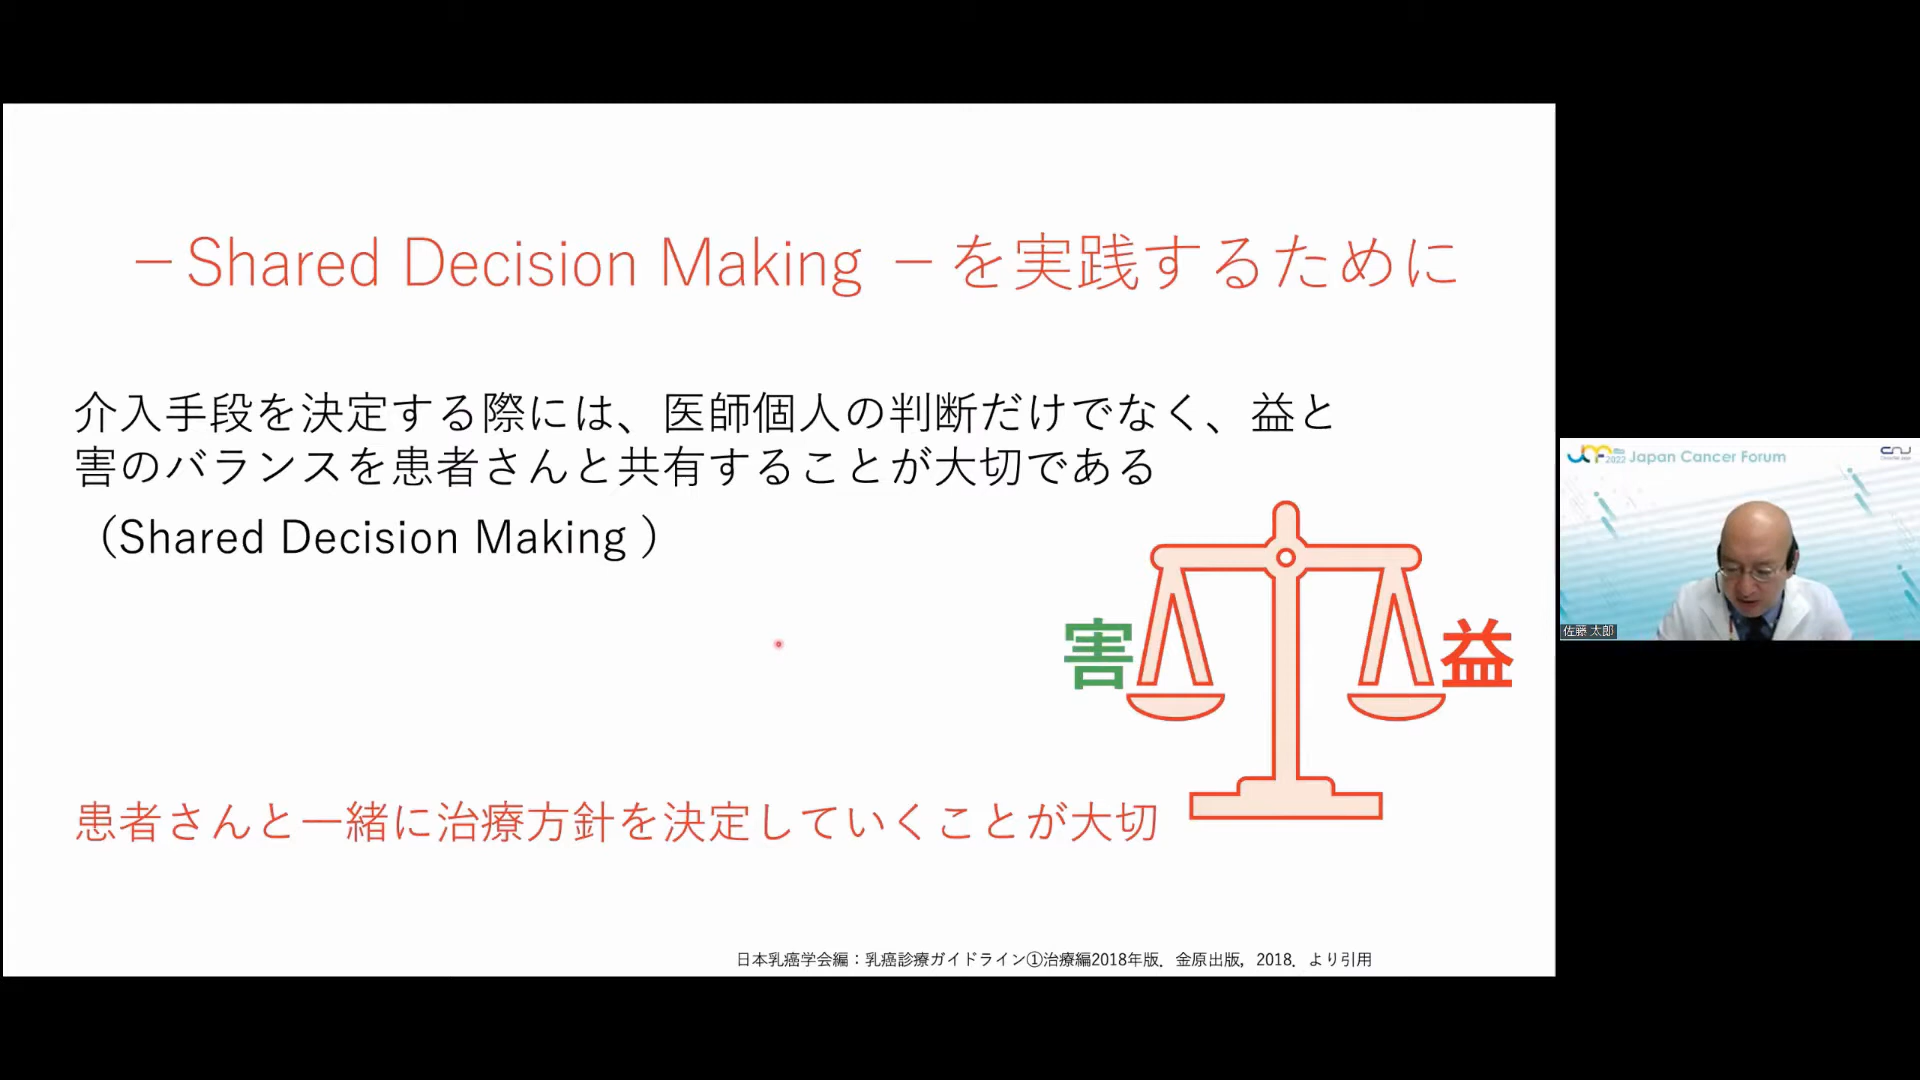 －Shared Decision Making －を実践するために
介入手段を決定する際には、医師個人の判断だけでなく、益と
害のバランスを患者さんと共有することが大切である
（Shared Decision Making ）
害
益
患者さんと一緒に治療方針を決定していくことが大切
日本乳癌学会編：乳癌診療ガイドライン①治療編2018年版．金原出版，2018．より引用
2022 Japan Cancer Forum
佐藤 太郎